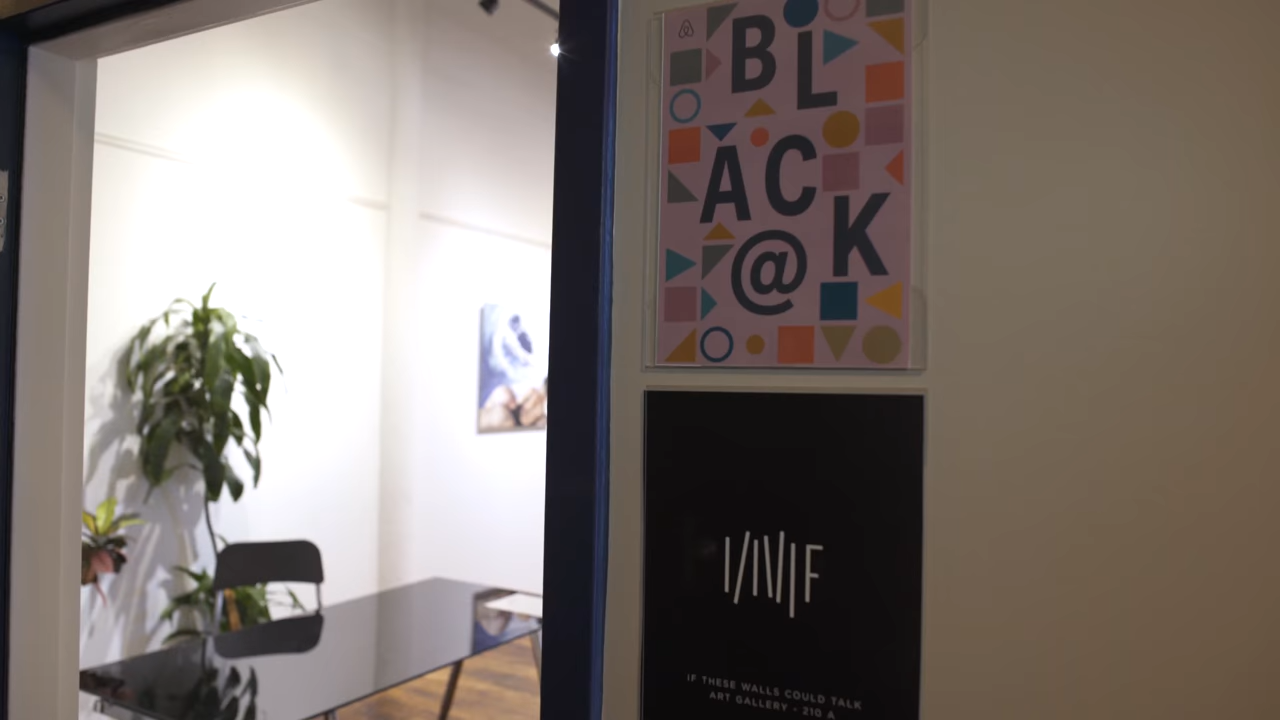 BL
ACK
@
I/I\I||F
IF THESE WALLS COULD TALK
ART GALLERY - 210 A